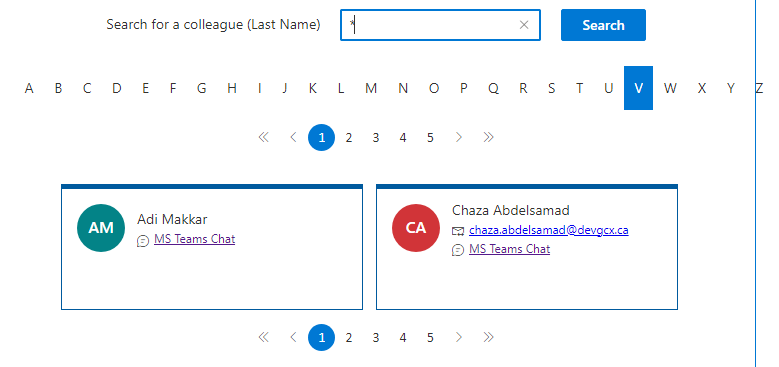 Search for a colleague (Last Name) * Search
A B C D E F G H I J K L M N O P Q R S T U V W X Y Z
1 2 3 4 5
AM Adi Makkar
MS Teams Chat
CA Chaza Abdelsamad
chaza.abdelsamad@devgcx.ca
MS Teams Chat
1 2 3 4 5